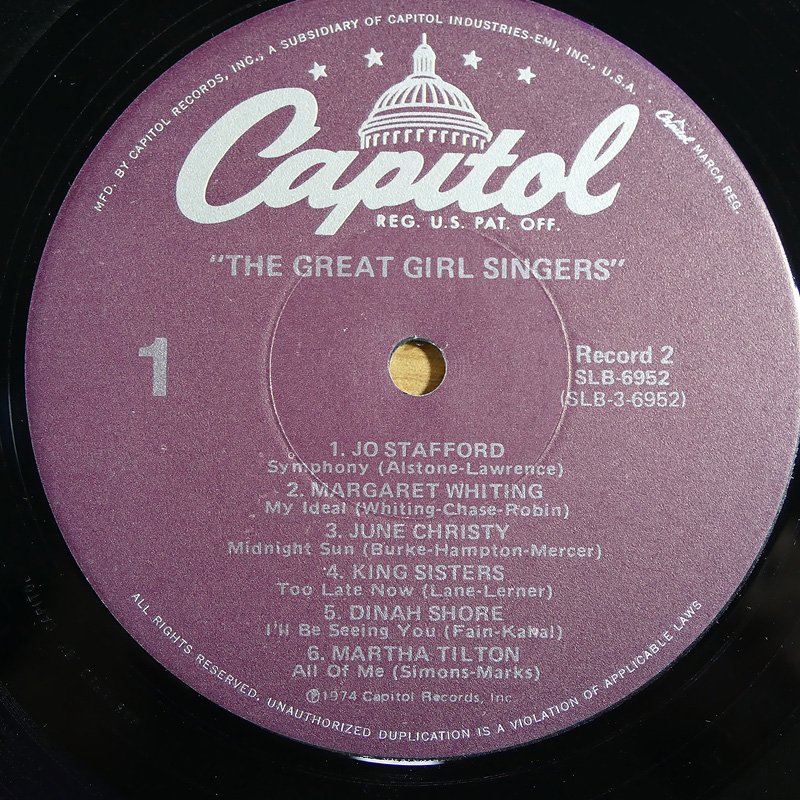 MFD. BY CAPITOL RECORDS, INC., A SUBSIDIARY OF CAPITOL INDUSTRIES-EMI, INC., U.S.A. · Capitol MARCA REG.
Capitol
REG. U.S. PAT. OFF.
"THE GREAT GIRL SINGERS"
1
Record 2
SLB-6952
(SLB-3-6952)
1. JO STAFFORD
Symphony (Alstone-Lawrence)
2. MARGARET WHITING
My Ideal (Whiting-Chase-Robin)
3. JUNE CHRISTY
Midnight Sun (Burke-Hampton-Mercer)
4. KING SISTERS
Too Late Now (Lane-Lerner)
5. DINAH SHORE
I'll Be Seeing You (Fain-Kahal)
6. MARTHA TILTON
All Of Me (Simons-Marks)
℗1974 Capitol Records, Inc.
ALL RIGHTS RESERVED. UNAUTHORIZED DUPLICATION IS A VIOLATION OF APPLICABLE LAWS